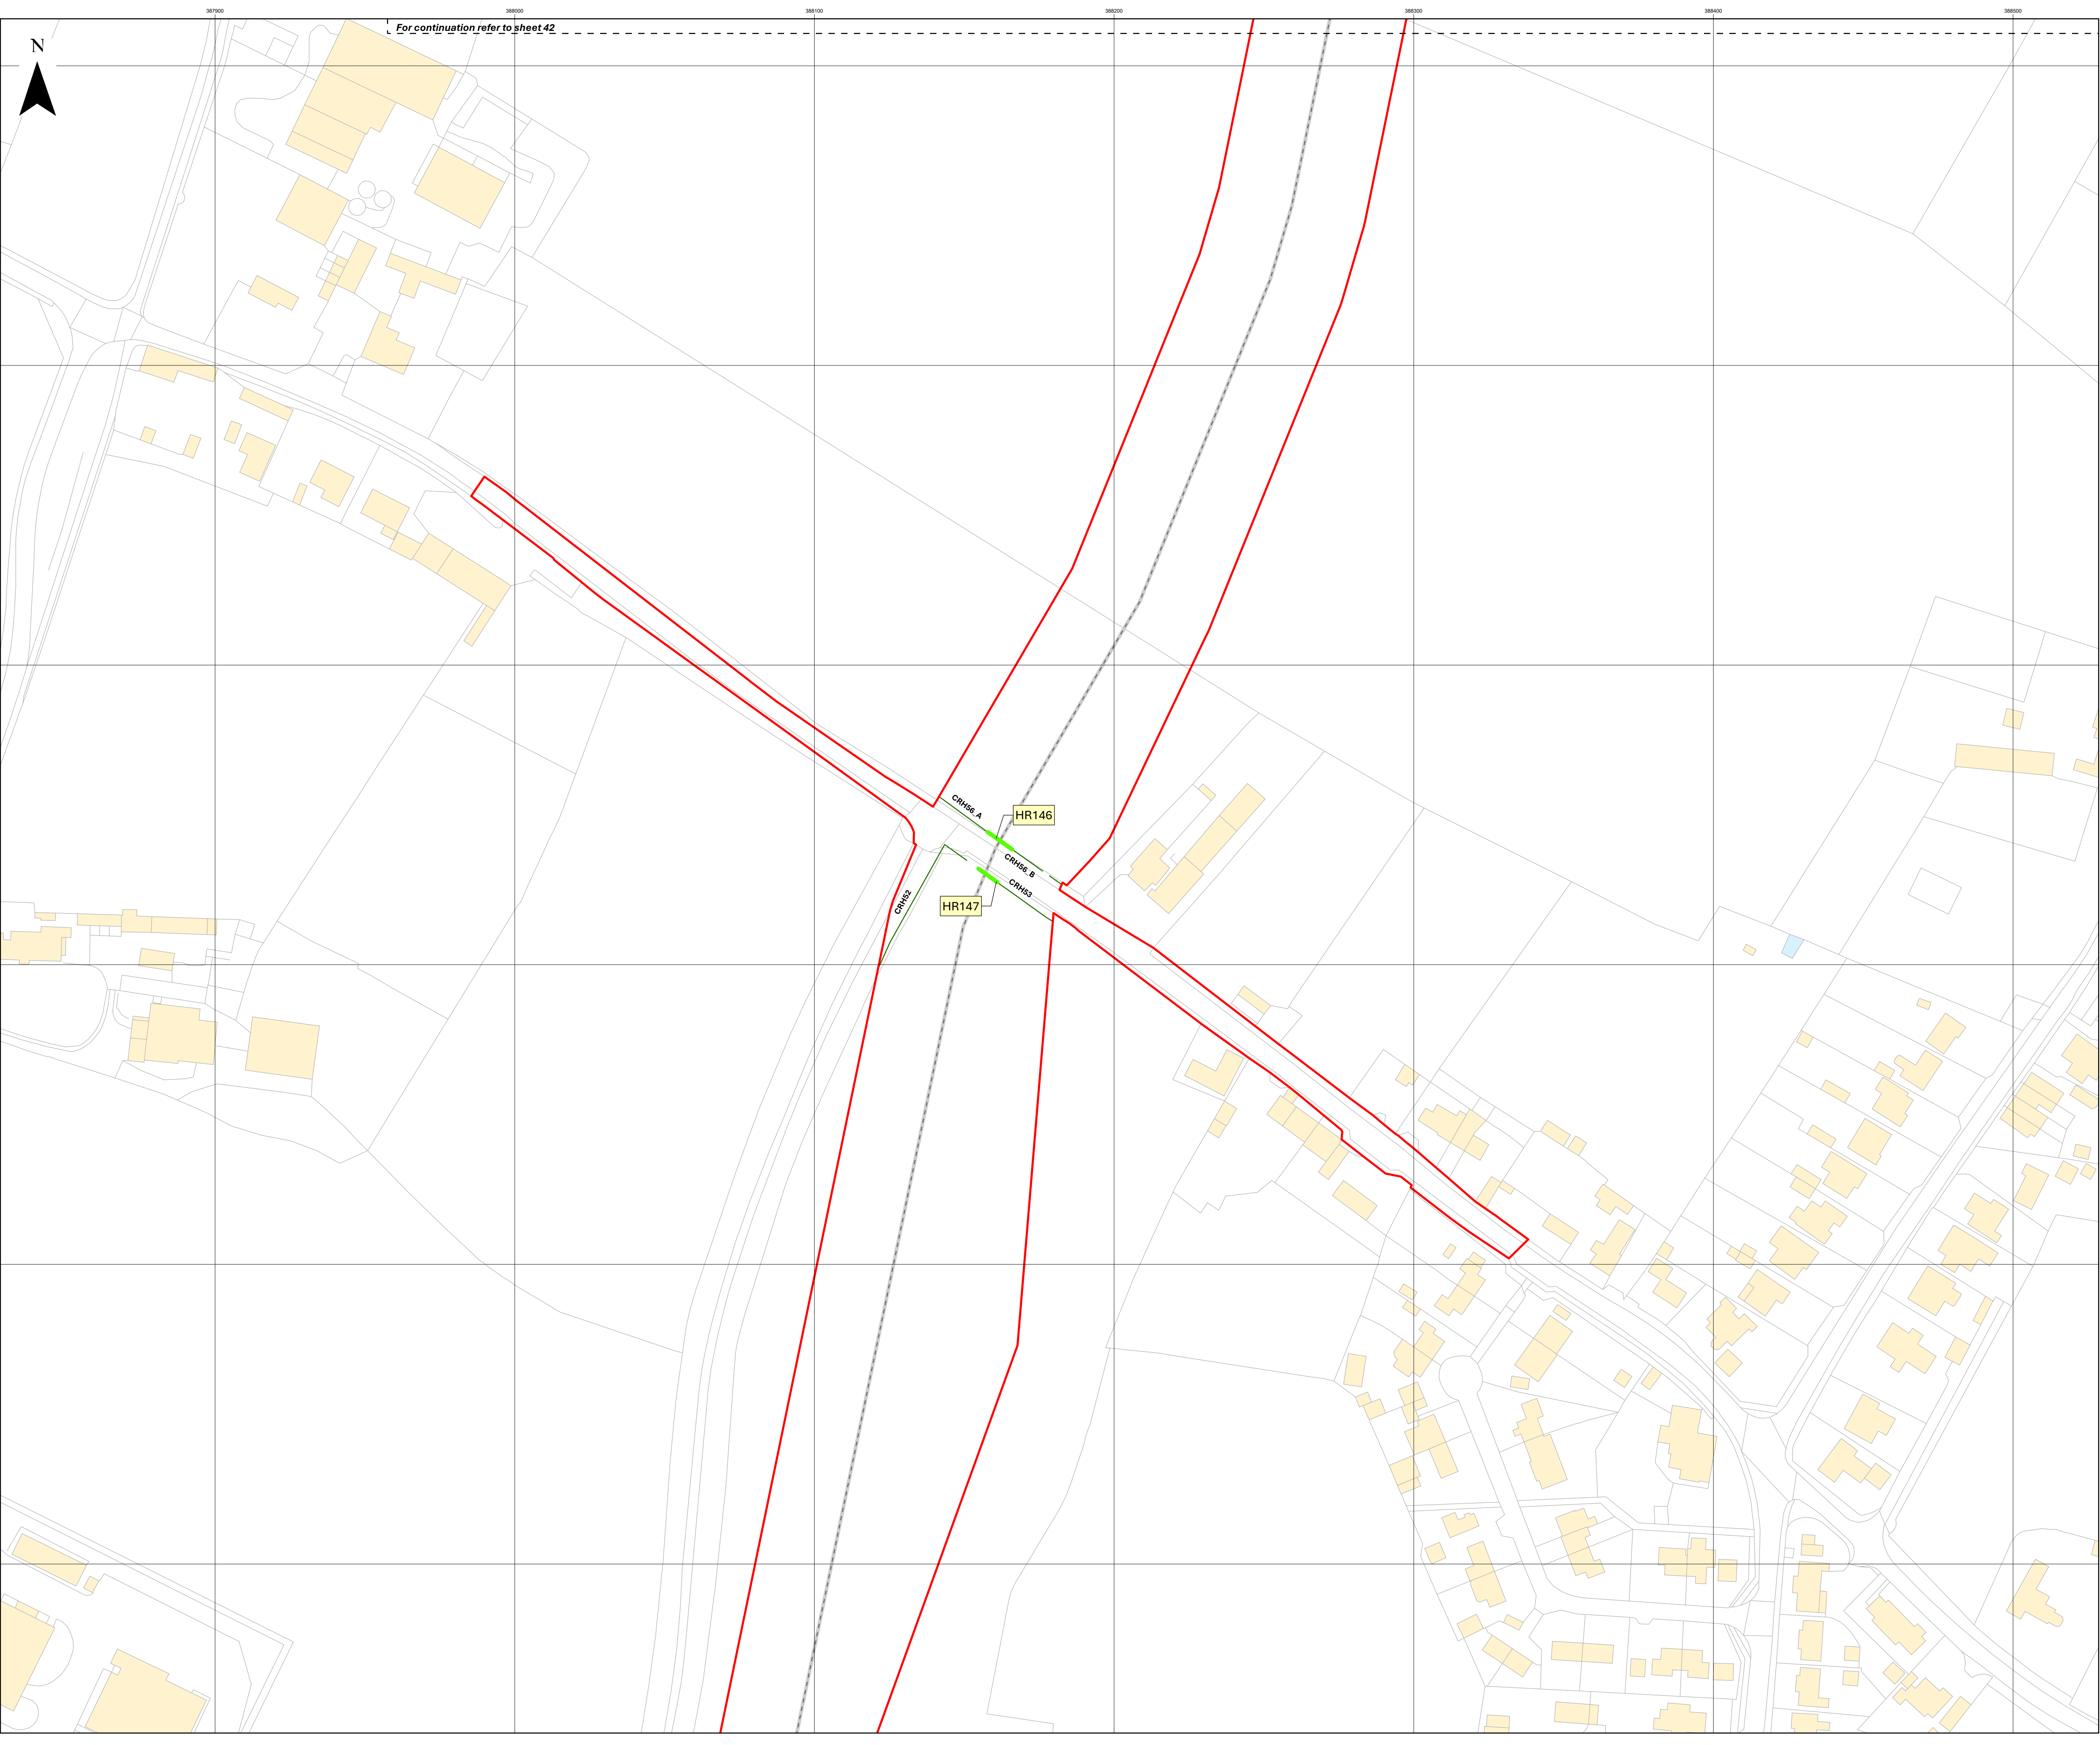 387900
388000
388100
388200
388300
388400
388500
For continuation refer to sheet 42
N
CRH56_A
HR146
CRH56_B
CRH53
CRH52
HR147